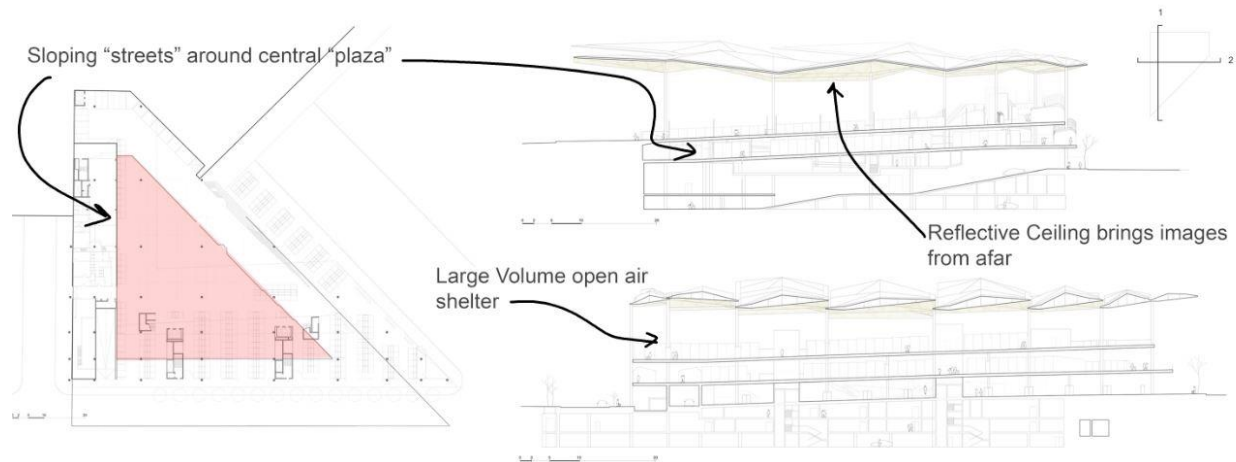 Sloping “streets” around central “plaza”
1
2
Reflective Ceiling brings images
from afar
Large Volume open air
shelter